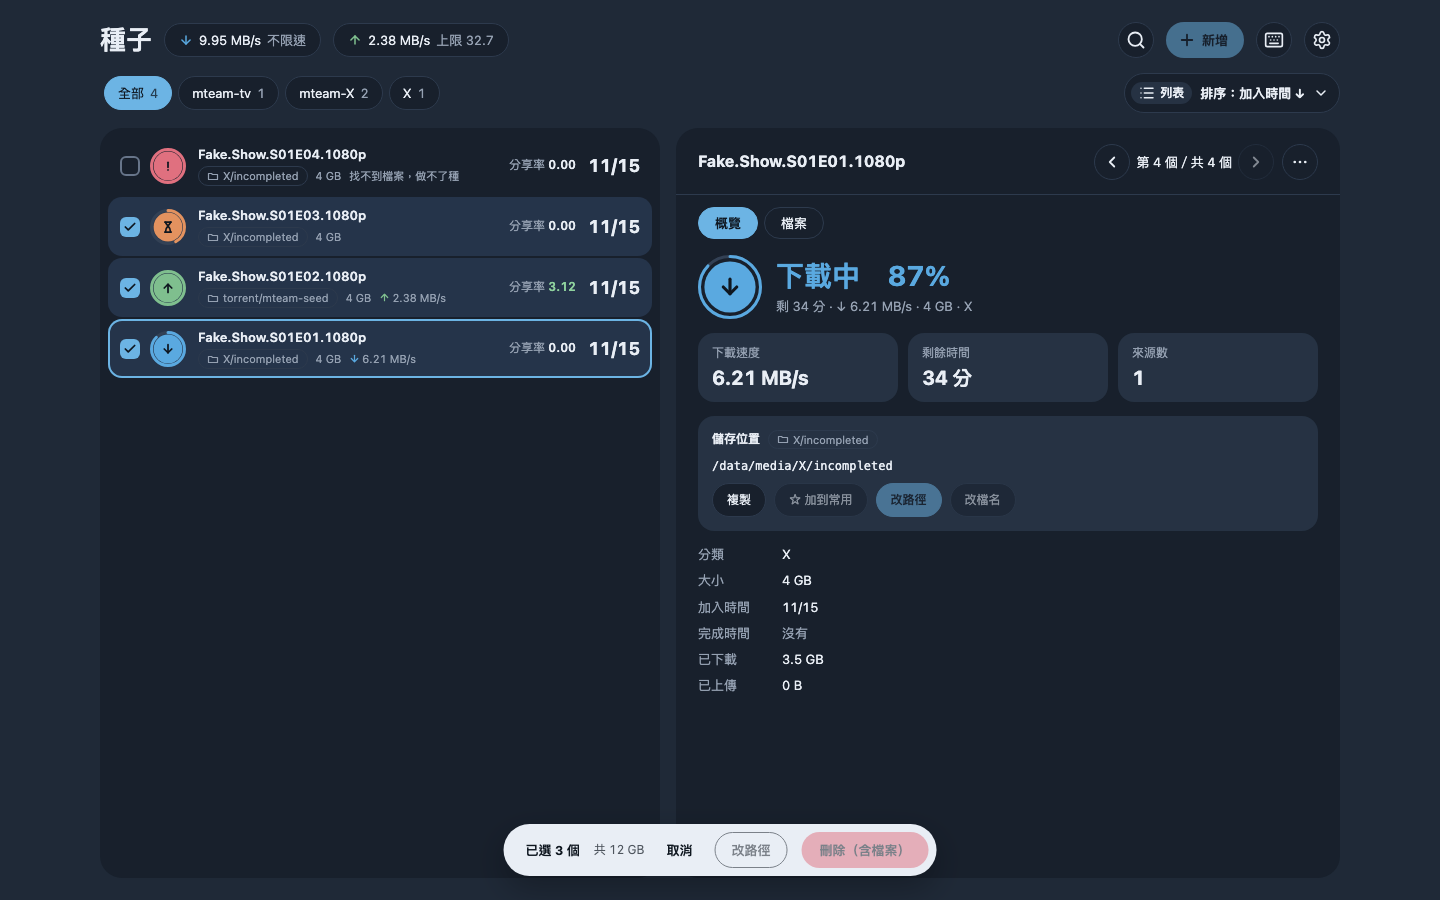 種子 9.95 MB/s 不限速 2.38 MB/s 上限 32.7 新增
全部 4 mteam-tv 1 mteam-X 2 X 1 列表 排序：加入時間 ↓
Fake.Show.S01E04.1080p
X/incompleted 4 GB 找不到檔案，做不了種
分享率 0.00 11/15
Fake.Show.S01E03.1080p
X/incompleted 4 GB
分享率 0.00 11/15
Fake.Show.S01E02.1080p
torrent/mteam-seed 4 GB ↑ 2.38 MB/s
分享率 3.12 11/15
Fake.Show.S01E01.1080p
X/incompleted 4 GB ↓ 6.21 MB/s
分享率 0.00 11/15
Fake.Show.S01E01.1080p 第 4 個 / 共 4 個
概覽 檔案
下載中 87%
剩 34 分 · ↓ 6.21 MB/s · 4 GB · X
下載速度 剩餘時間 來源數
6.21 MB/s 34 分 1
儲存位置 X/incompleted
/data/media/X/incompleted
複製 ☆ 加到常用 改路徑 改檔名
分類 X
大小 4 GB
加入時間 11/15
完成時間 沒有
已下載 3.5 GB
已上傳 0 B
已選 3 個 共 12 GB 取消 改路徑 刪除（含檔案）